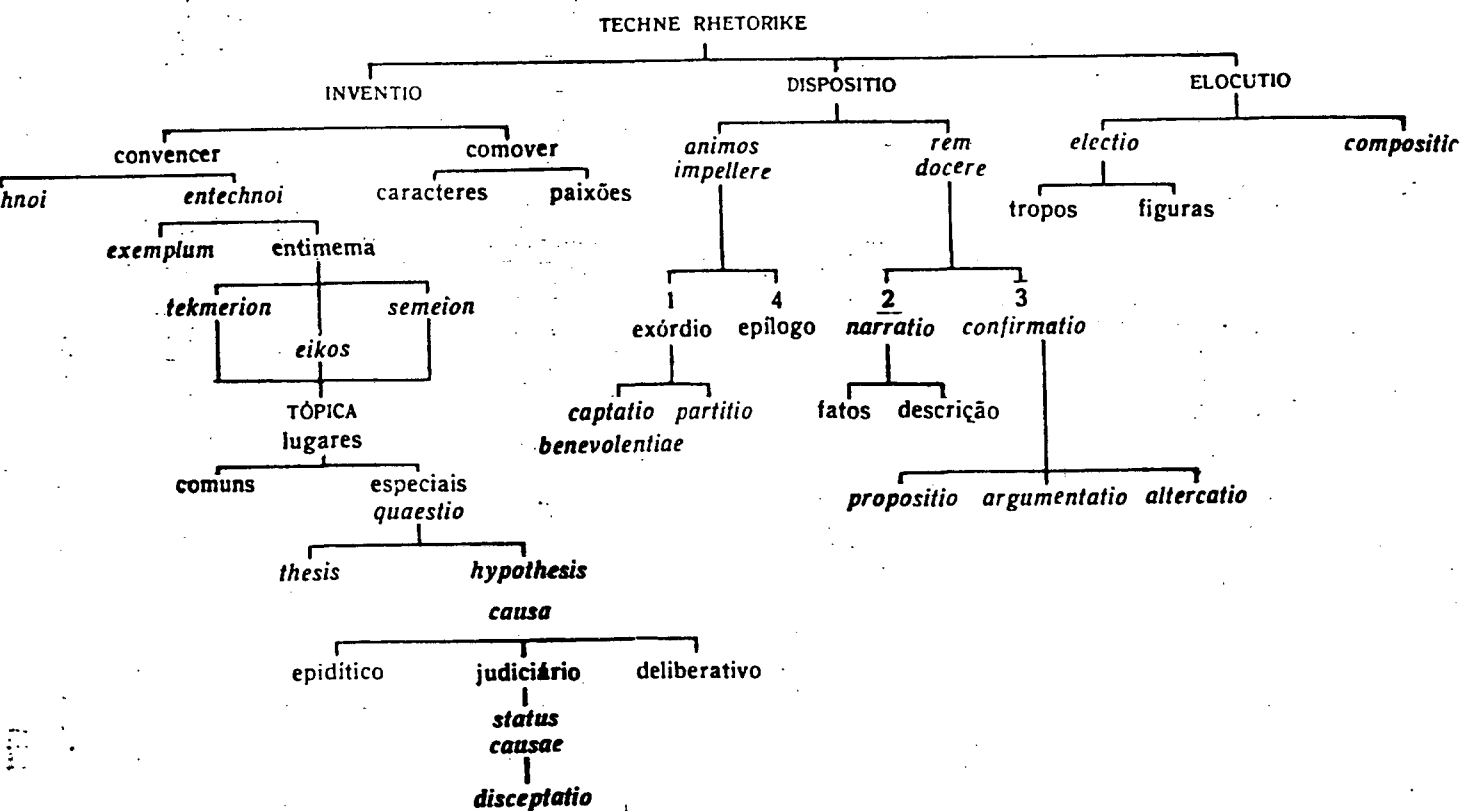 TECHNE RHETORIKE
INVENTIO
DISPOSITIO
ELOCUTIO
convencer
comover
animos
impellere
rem
docere
electio
compositic
hnoi
entechnoi
caracteres
paixões
tropos
figuras
exemplum
entimema
tekmerion
semeion
eikos
1
4
2
3
exórdio
epílogo
narratio
confirmatio
captatio
benevolentiae
partitio
fatos
descrição
TÓPICA
lugares
comuns
especiais
quaestio
propositio
argumentatio
altercatio
thesis
hypothesis
causa
epidítico
judiciário
deliberativo
status
causae
disceptatio